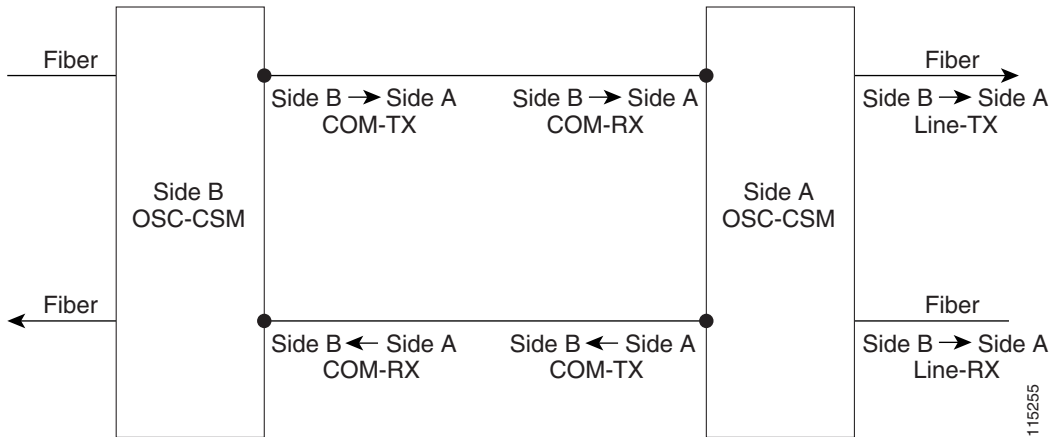 Fiber
Fiber
Side B → Side A
COM-TX
Side B → Side A
COM-RX
Side B → Side A
Line-TX
Side B
OSC-CSM
Side A
OSC-CSM
Fiber
Fiber
Side B ← Side A
COM-RX
Side B ← Side A
COM-TX
Side B → Side A
Line-RX
115255